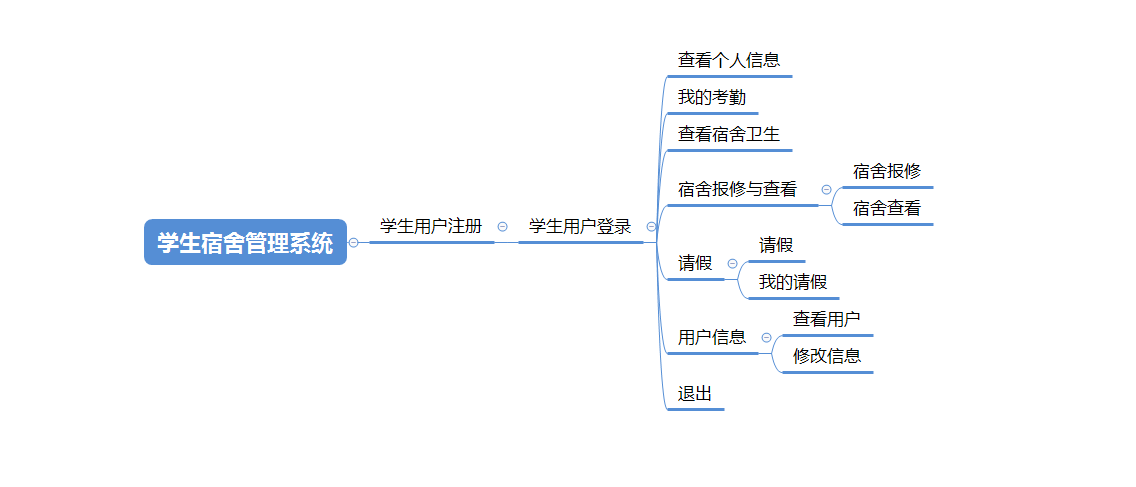 学生宿舍管理系统
学生用户注册
学生用户登录
查看个人信息
我的考勤
查看宿舍卫生
宿舍报修与查看
宿舍报修
宿舍查看
请假
请假
我的请假
用户信息
查看用户
修改信息
退出